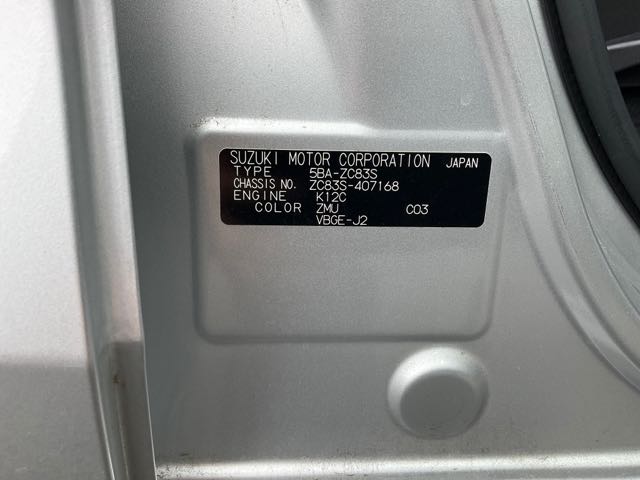 SUZUKI MOTOR CORPORATION JAPAN
TYPE 5BA-ZC83S
CHASSIS NO. ZC83S-407168
ENGINE K12C
COLOR ZMU C03
VBGE-J2